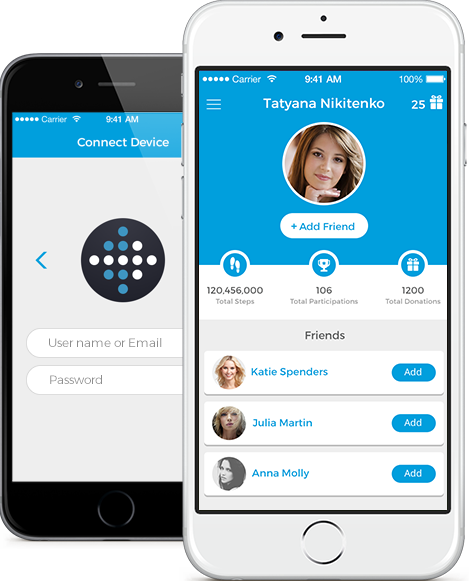 Carrier 9:41 AM
Connect Device
User name or Email
Password
Carrier 9:41 AM 100%
Tatyana Nikitenko 25
+ Add Friend
120,456,000 106 1200
Total Steps Total Participations Total Donations
Friends
Katie Spenders Add
Julia Martin Add
Anna Molly Add